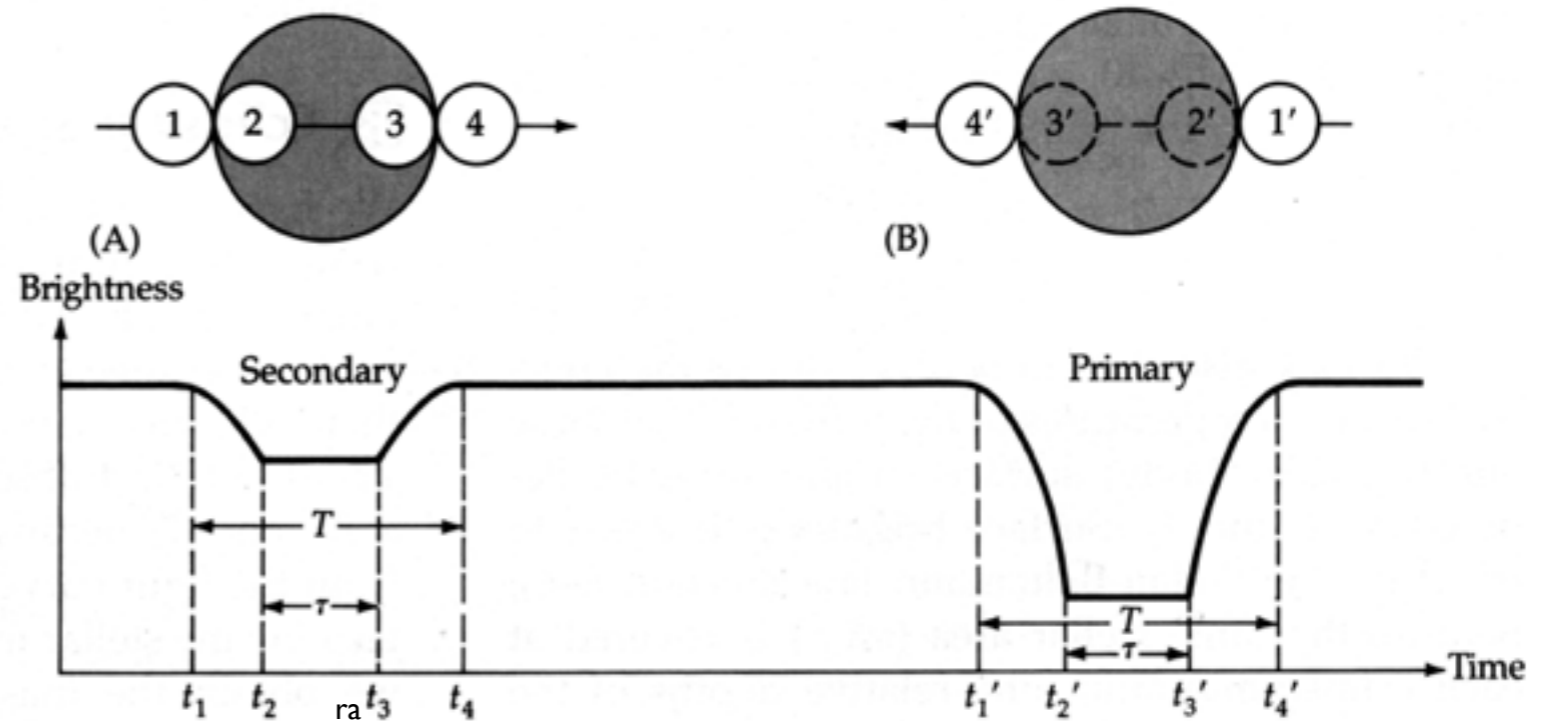 1 2 3 4
4′ 3′ 2′ 1′
(A)
(B)
Brightness
Secondary
Primary
T
τ
T
τ
Time
t₁ t₂ ra t₃ t₄ t₁′ t₂′ t₃′ t₄′